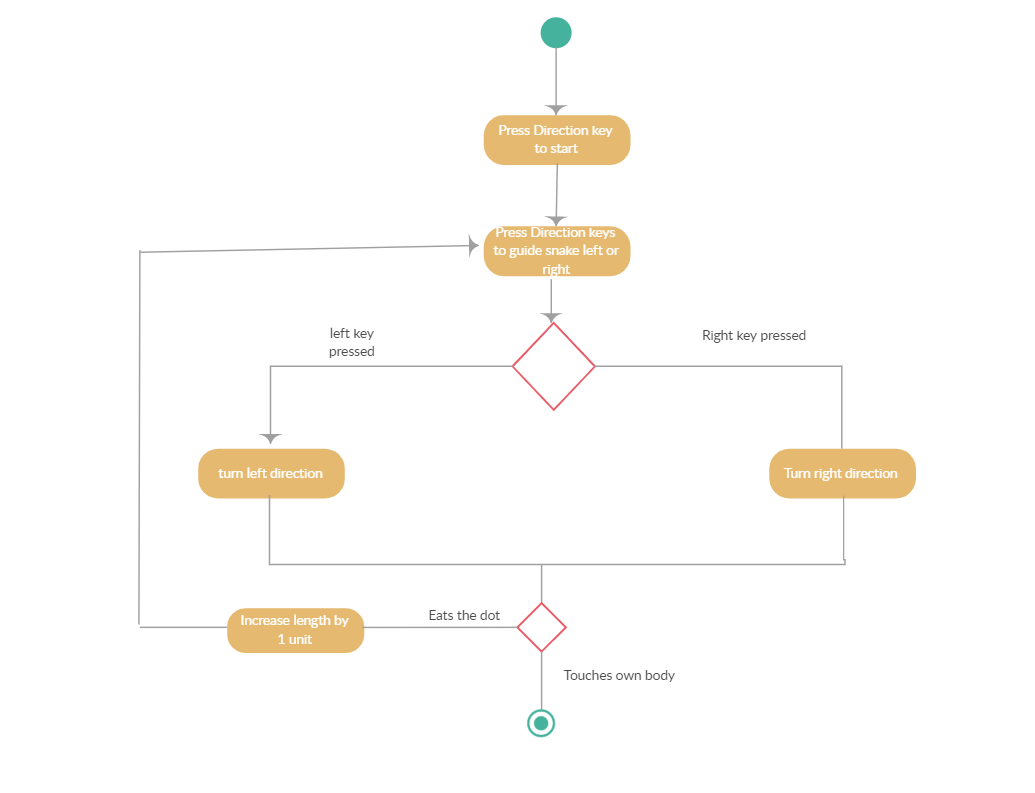 Press Direction key
to start
Press Direction keys
to guide snake left or
right
left key
pressed
Right key pressed
turn left direction
Turn right direction
Eats the dot
Increase length by
1 unit
Touches own body